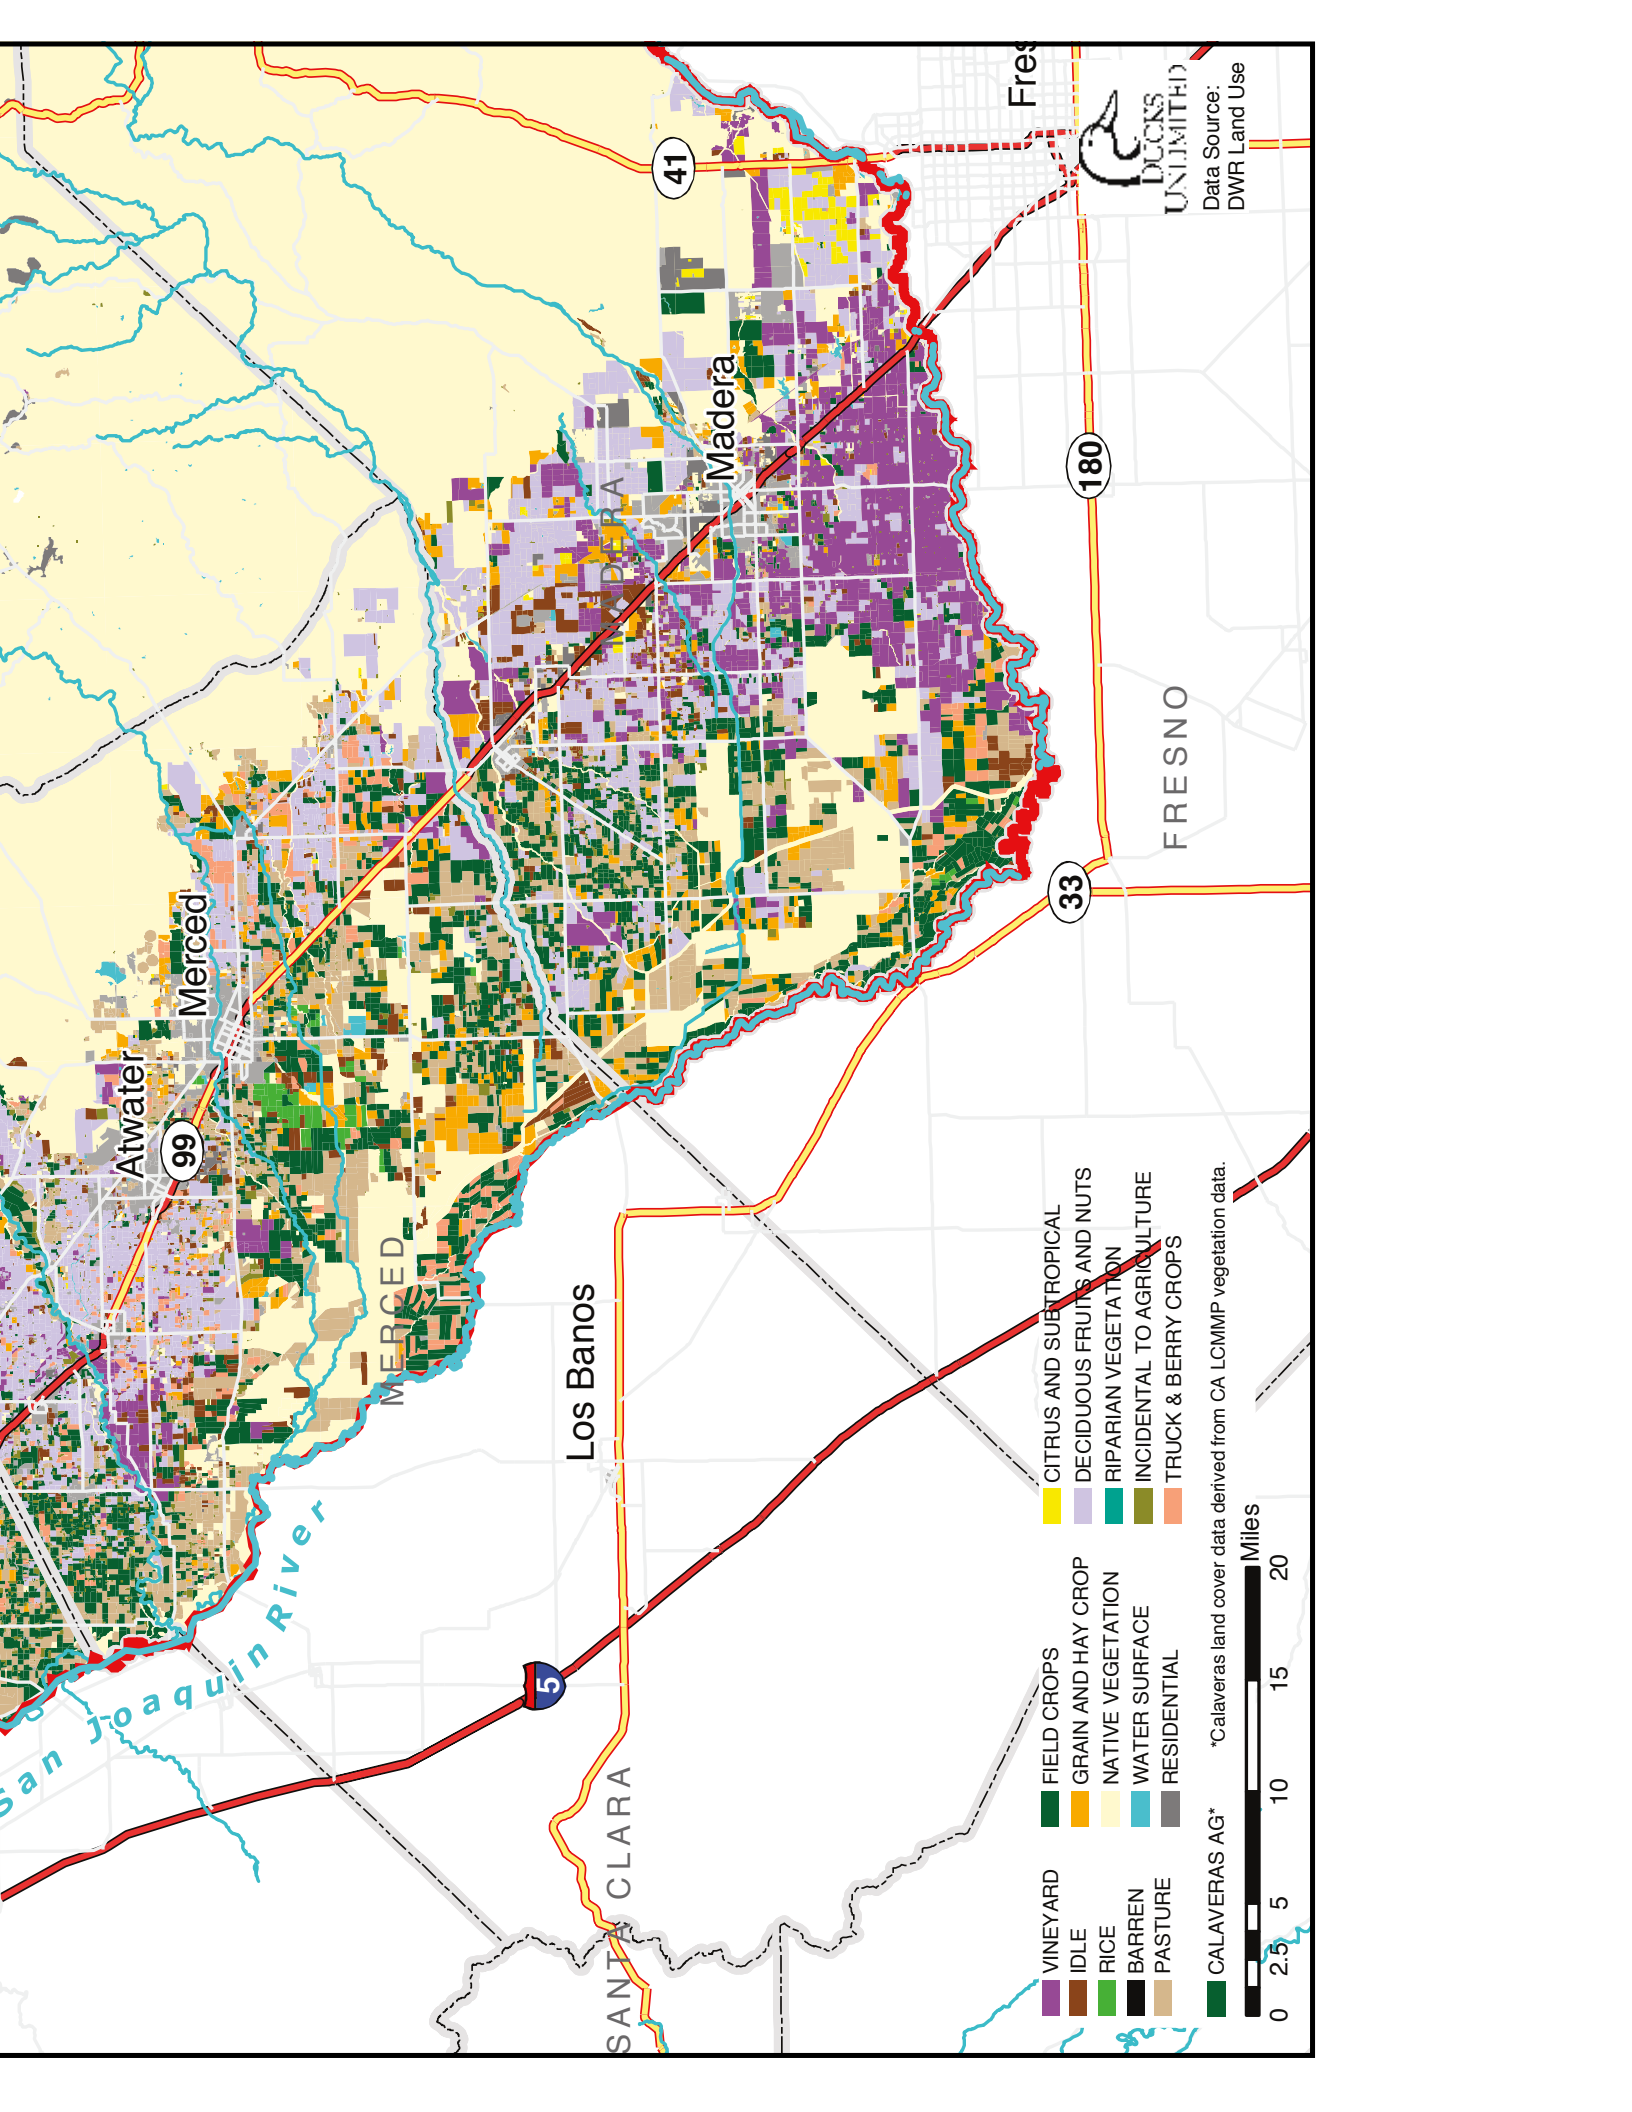 Merced
Atwater
99
MERCED
San Joaquin River
Madera
MADERA
41
Fres
180
33
FRESNO
Los Banos
5
SANTA CLARA
DUCKS
UNLIMITED
Data Source:
DWR Land Use
VINEYARD
IDLE
RICE
BARREN
PASTURE
FIELD CROPS
GRAIN AND HAY CROP
NATIVE VEGETATION
WATER SURFACE
RESIDENTIAL
CITRUS AND SUBTROPICAL
DECIDUOUS FRUITS AND NUTS
RIPARIAN VEGETATION
INCIDENTAL TO AGRICULTURE
TRUCK & BERRY CROPS
CALAVERAS AG*
*Calaveras land cover data derived from CA LCMMP vegetation data.
Miles
0 2.5 5 10 15 20